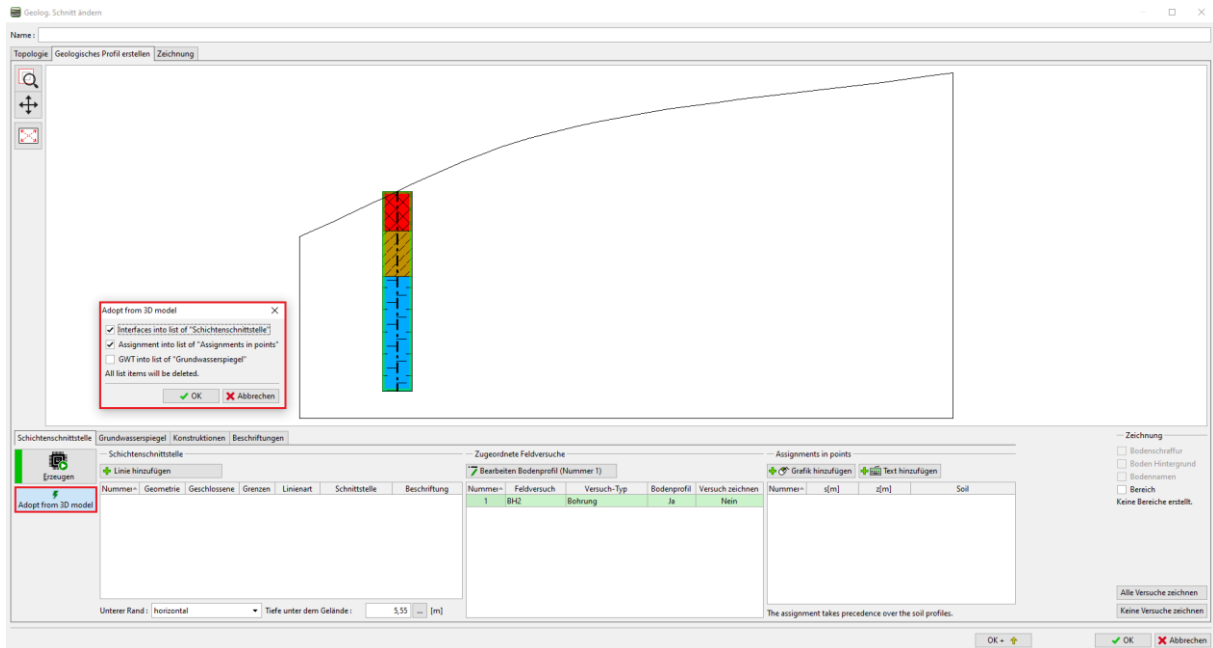 Geolog. Schnitt ändern
Name :
Topologie Geologisches Profil erstellen Zeichnung
Adopt from 3D model
Interfaces into list of "Schichtenschnittstelle"
Assignment into list of "Assignments in points"
GWT into list of "Grundwasserspiegel"
All list items will be deleted.
OK Abbrechen
Schichtenschnittstelle Grundwasserspiegel Konstruktionen Beschriftungen
Erzeugen
Adopt from 3D model
Schichtenschnittstelle
Linie hinzufügen
Nummer Geometrie Geschlossene Grenzen Linienart Schnittstelle Beschriftung
Unterer Rand : horizontal Tiefe unter dem Gelände : 5,55 ... [m]
Zugeordnete Feldversuche
Bearbeiten Bodenprofil (Nummer 1)
Nummer Feldversuch Versuch-Typ Bodenprofil Versuch zeichnen
1 BH2 Bohrung Ja Nein
Assignments in points
Grafik hinzufügen Text hinzufügen
Nummer s[m] z[m] Soil
The assignment takes precedence over the soil profiles.
Zeichnung
Bodenschraffur
Boden Hintergrund
Bodennamen
Bereich
Keine Bereiche erstellt.
Alle Versuche zeichnen
Keine Versuche zeichnen
OK + OK Abbrechen